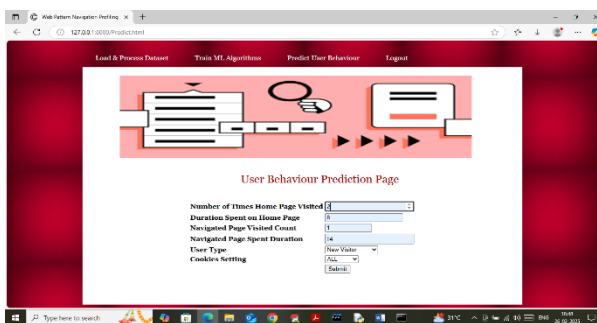 Web Pattern Navigation Profiling
127.0.0.1:8000/Predict.html
Load & Process Dataset Train ML Algorithms Predict User Behaviour Logout
User Behaviour Prediction Page
Number of Times Home Page Visited 2
Duration Spent on Home Page 8
Navigated Page Visited Count 1
Navigated Page Spent Duration 14
User Type New Visitor
Cookies Setting ALL
Submit
Type here to search 31°C ENG 26-02-2025